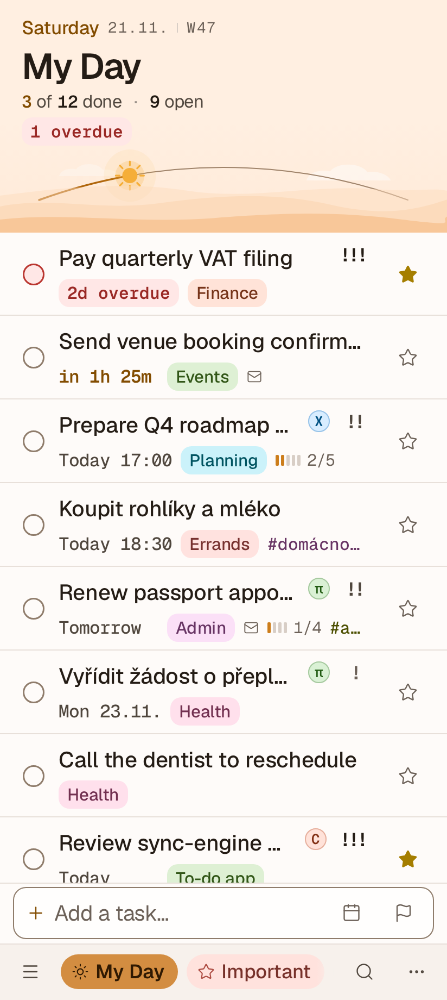 Saturday 21.11. W47
My Day
3 of 12 done · 9 open
1 overdue
Pay quarterly VAT filing !!!
2d overdue Finance
Send venue booking confirm…
in 1h 25m Events
Prepare Q4 roadmap … X !!
Today 17:00 Planning 2/5
Koupit rohlíky a mléko
Today 18:30 Errands #domácno…
Renew passport appo… π !!
Tomorrow Admin 1/4 #a…
Vyřídit žádost o přepl… π !
Mon 23.11. Health
Call the dentist to reschedule
Health
Review sync-engine … C !!!
Today To-do app
+ Add a task…
My Day Important